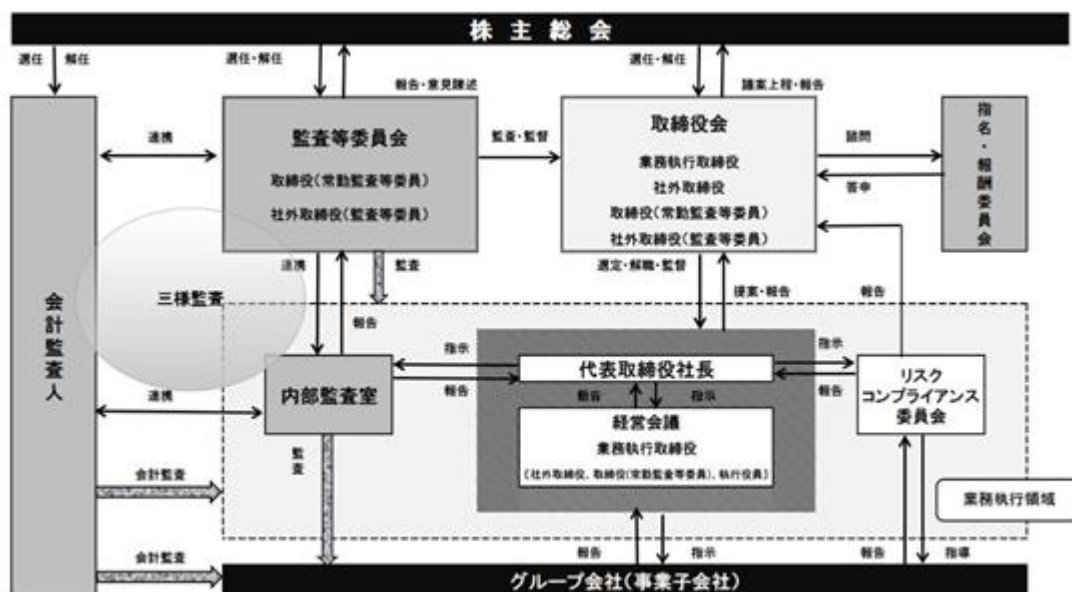 株主総会
選任 解任
選任・解任
報告・意見陳述
選任・解任
議案上程・報告
監査等委員会
取締役(常勤監査等委員)
社外取締役(監査等委員)
連携
監査・監督
取締役会
業務執行取締役
社外取締役
取締役(常勤監査等委員)
社外取締役(監査等委員)
諮問
答申
指名・報酬委員会
会計監査人
三様監査
連携
監査
報告
選定・解職・監督
提案・報告
報告
内部監査室
指示
報告
代表取締役社長
報告
指示
経営会議
業務執行取締役
(社外取締役、取締役(常勤監査等委員)、執行役員)
指示
報告
リスク
コンプライアンス
委員会
連携
監査
会計監査
会計監査
業務執行領域
報告
指示
報告
指導
グループ会社(事業子会社)